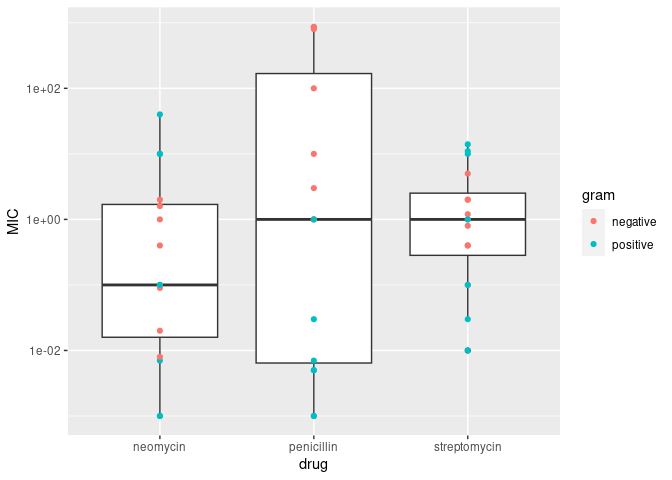 MIC
1e+02
1e+00
1e-02
neomycin
penicillin
streptomycin
drug
gram
negative
positive